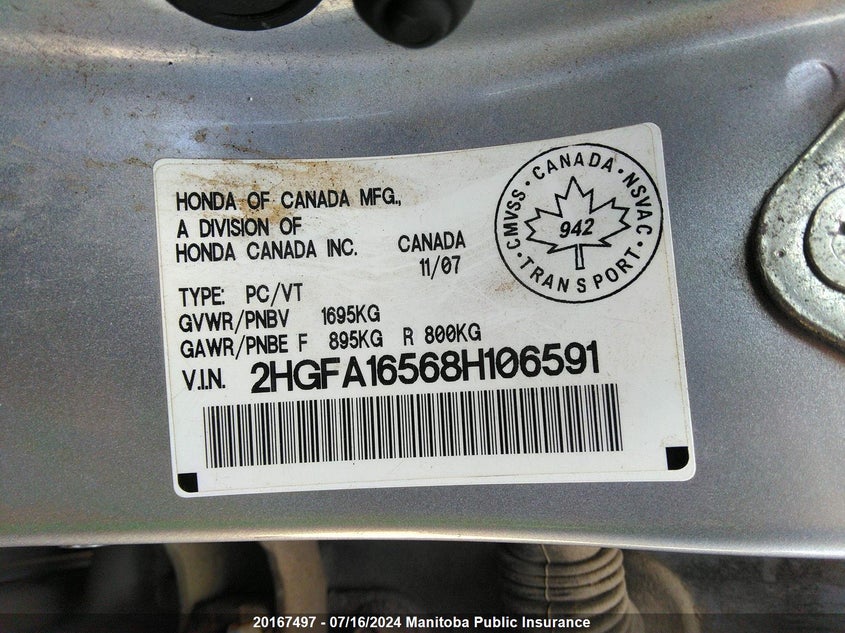 HONDA OF CANADA MFG.,
A DIVISION OF
HONDA CANADA INC. CANADA
11/07
TYPE: PC/VT
GVWR/PNBV 1695KG
GAWR/PNBE F 895KG R 800KG
V.I.N. 2HGFA16568H106591
CMVSS · CANADA · NSVAC
· TRANSPORT ·
942
20167497 - 07/16/2024 Manitoba Public Insurance